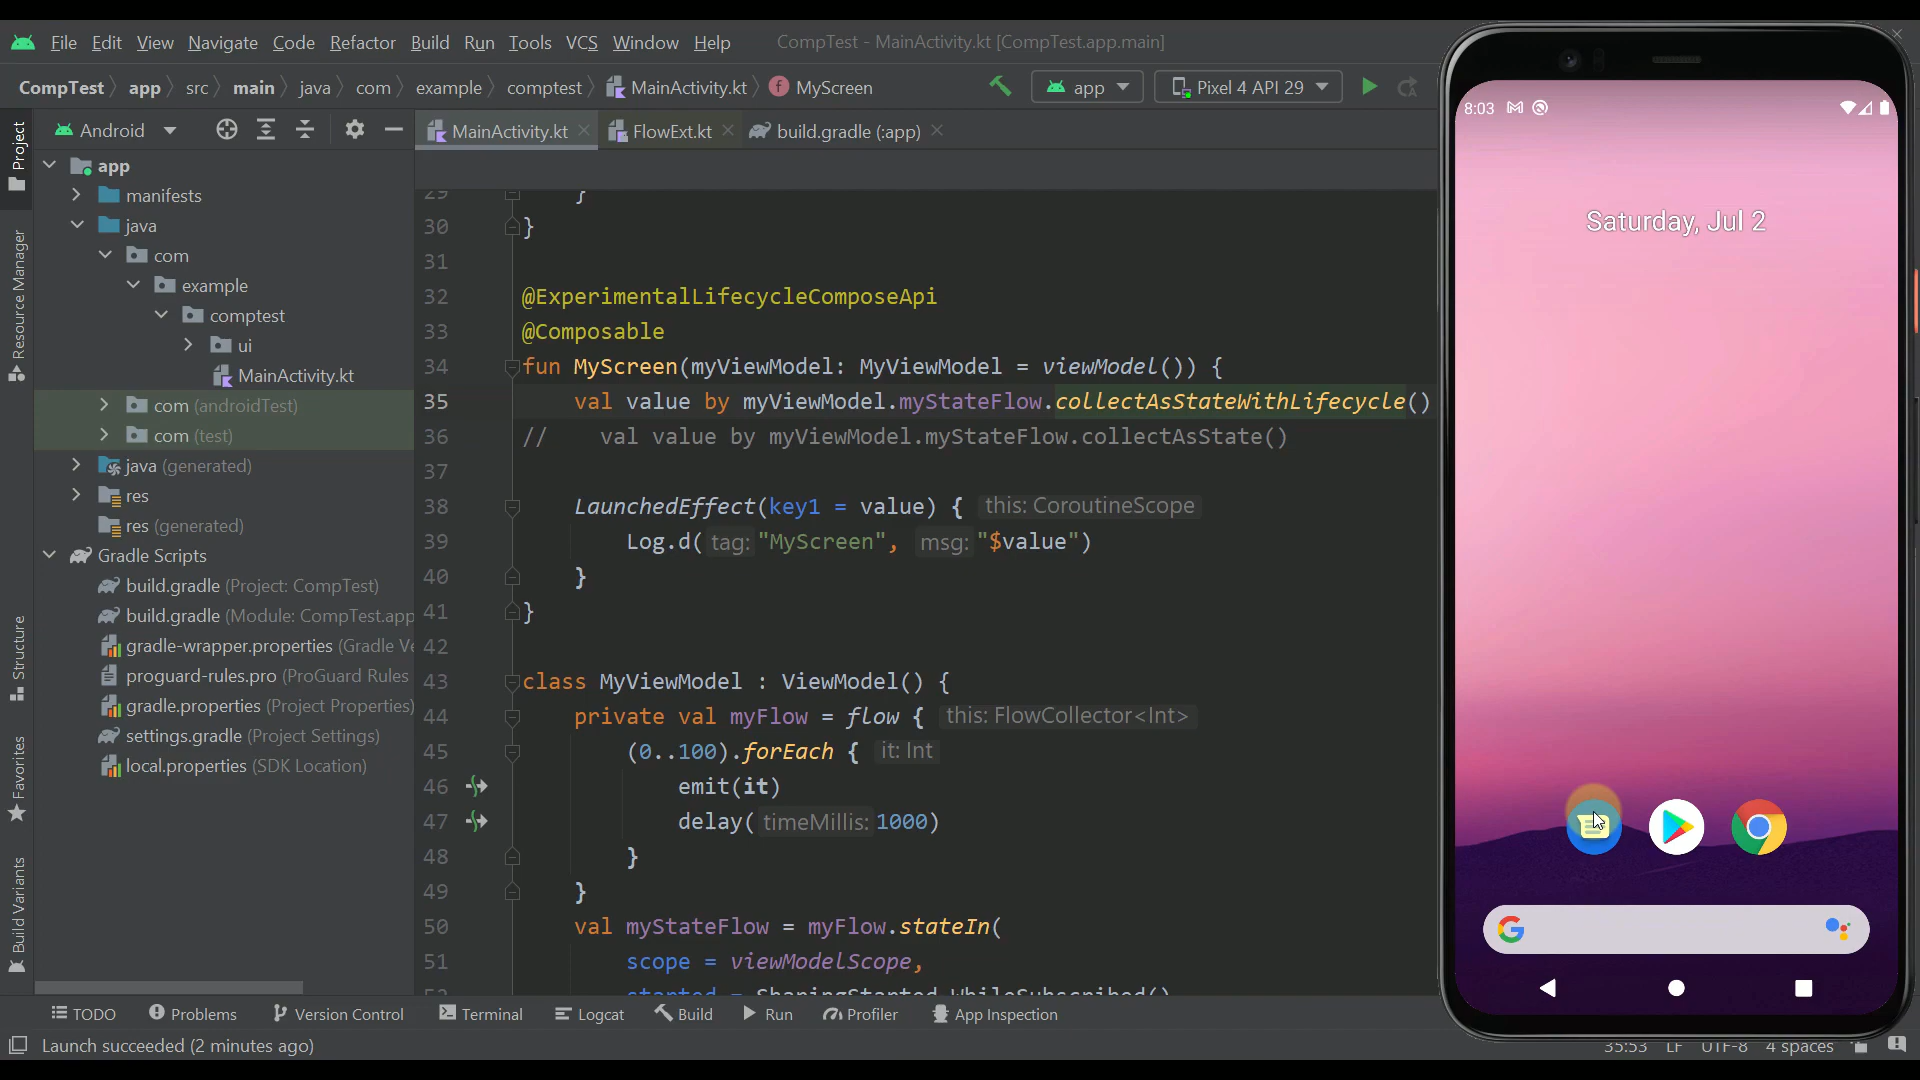 File Edit View Navigate Code Refactor Build Run Tools VCS Window Help CompTest - MainActivity.kt [CompTest.app.main]
CompTest app src main java com example comptest MainActivity.kt MyScreen app Pixel 4 API 29
Android
MainActivity.kt FlowExt.kt build.gradle (:app)
Project
Resource Manager
Structure
Favorites
Build Variants
app
manifests
java
com
example
comptest
ui
MainActivity.kt
com (androidTest)
com (test)
java (generated)
res
res (generated)
Gradle Scripts
build.gradle (Project: CompTest)
build.gradle (Module: CompTest.app
gradle-wrapper.properties (Gradle Ve
proguard-rules.pro (ProGuard Rules
gradle.properties (Project Properties)
settings.gradle (Project Settings)
local.properties (SDK Location)
29 }
30 }
31
32 @ExperimentalLifecycleComposeApi
33 @Composable
34 fun MyScreen(myViewModel: MyViewModel = viewModel()) {
35 val value by myViewModel.myStateFlow.collectAsStateWithLifecycle()
36 // val value by myViewModel.myStateFlow.collectAsState()
37
38 LaunchedEffect(key1 = value) { this: CoroutineScope
39 Log.d( tag: "MyScreen", msg: "$value")
40 }
41 }
42
43 class MyViewModel : ViewModel() {
44 private val myFlow = flow { this: FlowCollector<Int>
45 (0..100).forEach { it: Int
46 emit(it)
47 delay( timeMillis: 1000)
48 }
49 }
50 val myStateFlow = myFlow.stateIn(
51 scope = viewModelScope,
52 started = SharingStarted.WhileSubscribed()
8:03
Saturday, Jul 2
TODO Problems Version Control Terminal Logcat Build Run Profiler App Inspection
Launch succeeded (2 minutes ago) 35:53 LF UTF-8 4 spaces